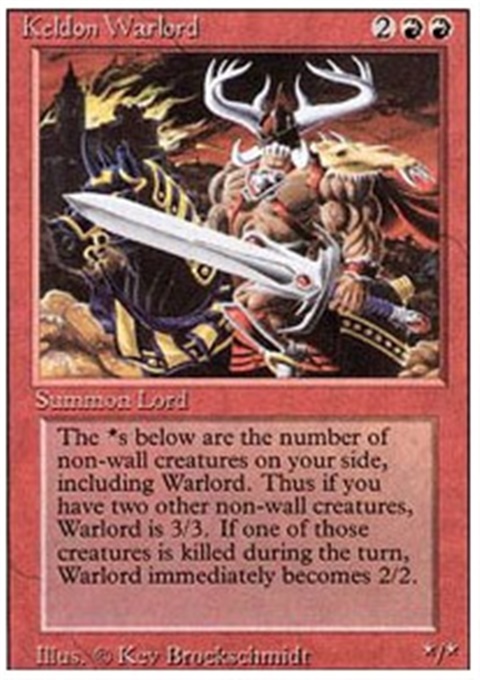 Keldon Warlord 2
Summon Lord
The *s below are the number of
non-wall creatures on your side,
including Warlord. Thus if you
have two other non-wall creatures,
Warlord is 3/3. If one of those
creatures is killed during the turn,
Warlord immediately becomes 2/2.
Illus. © Kev Brockschmidt */*